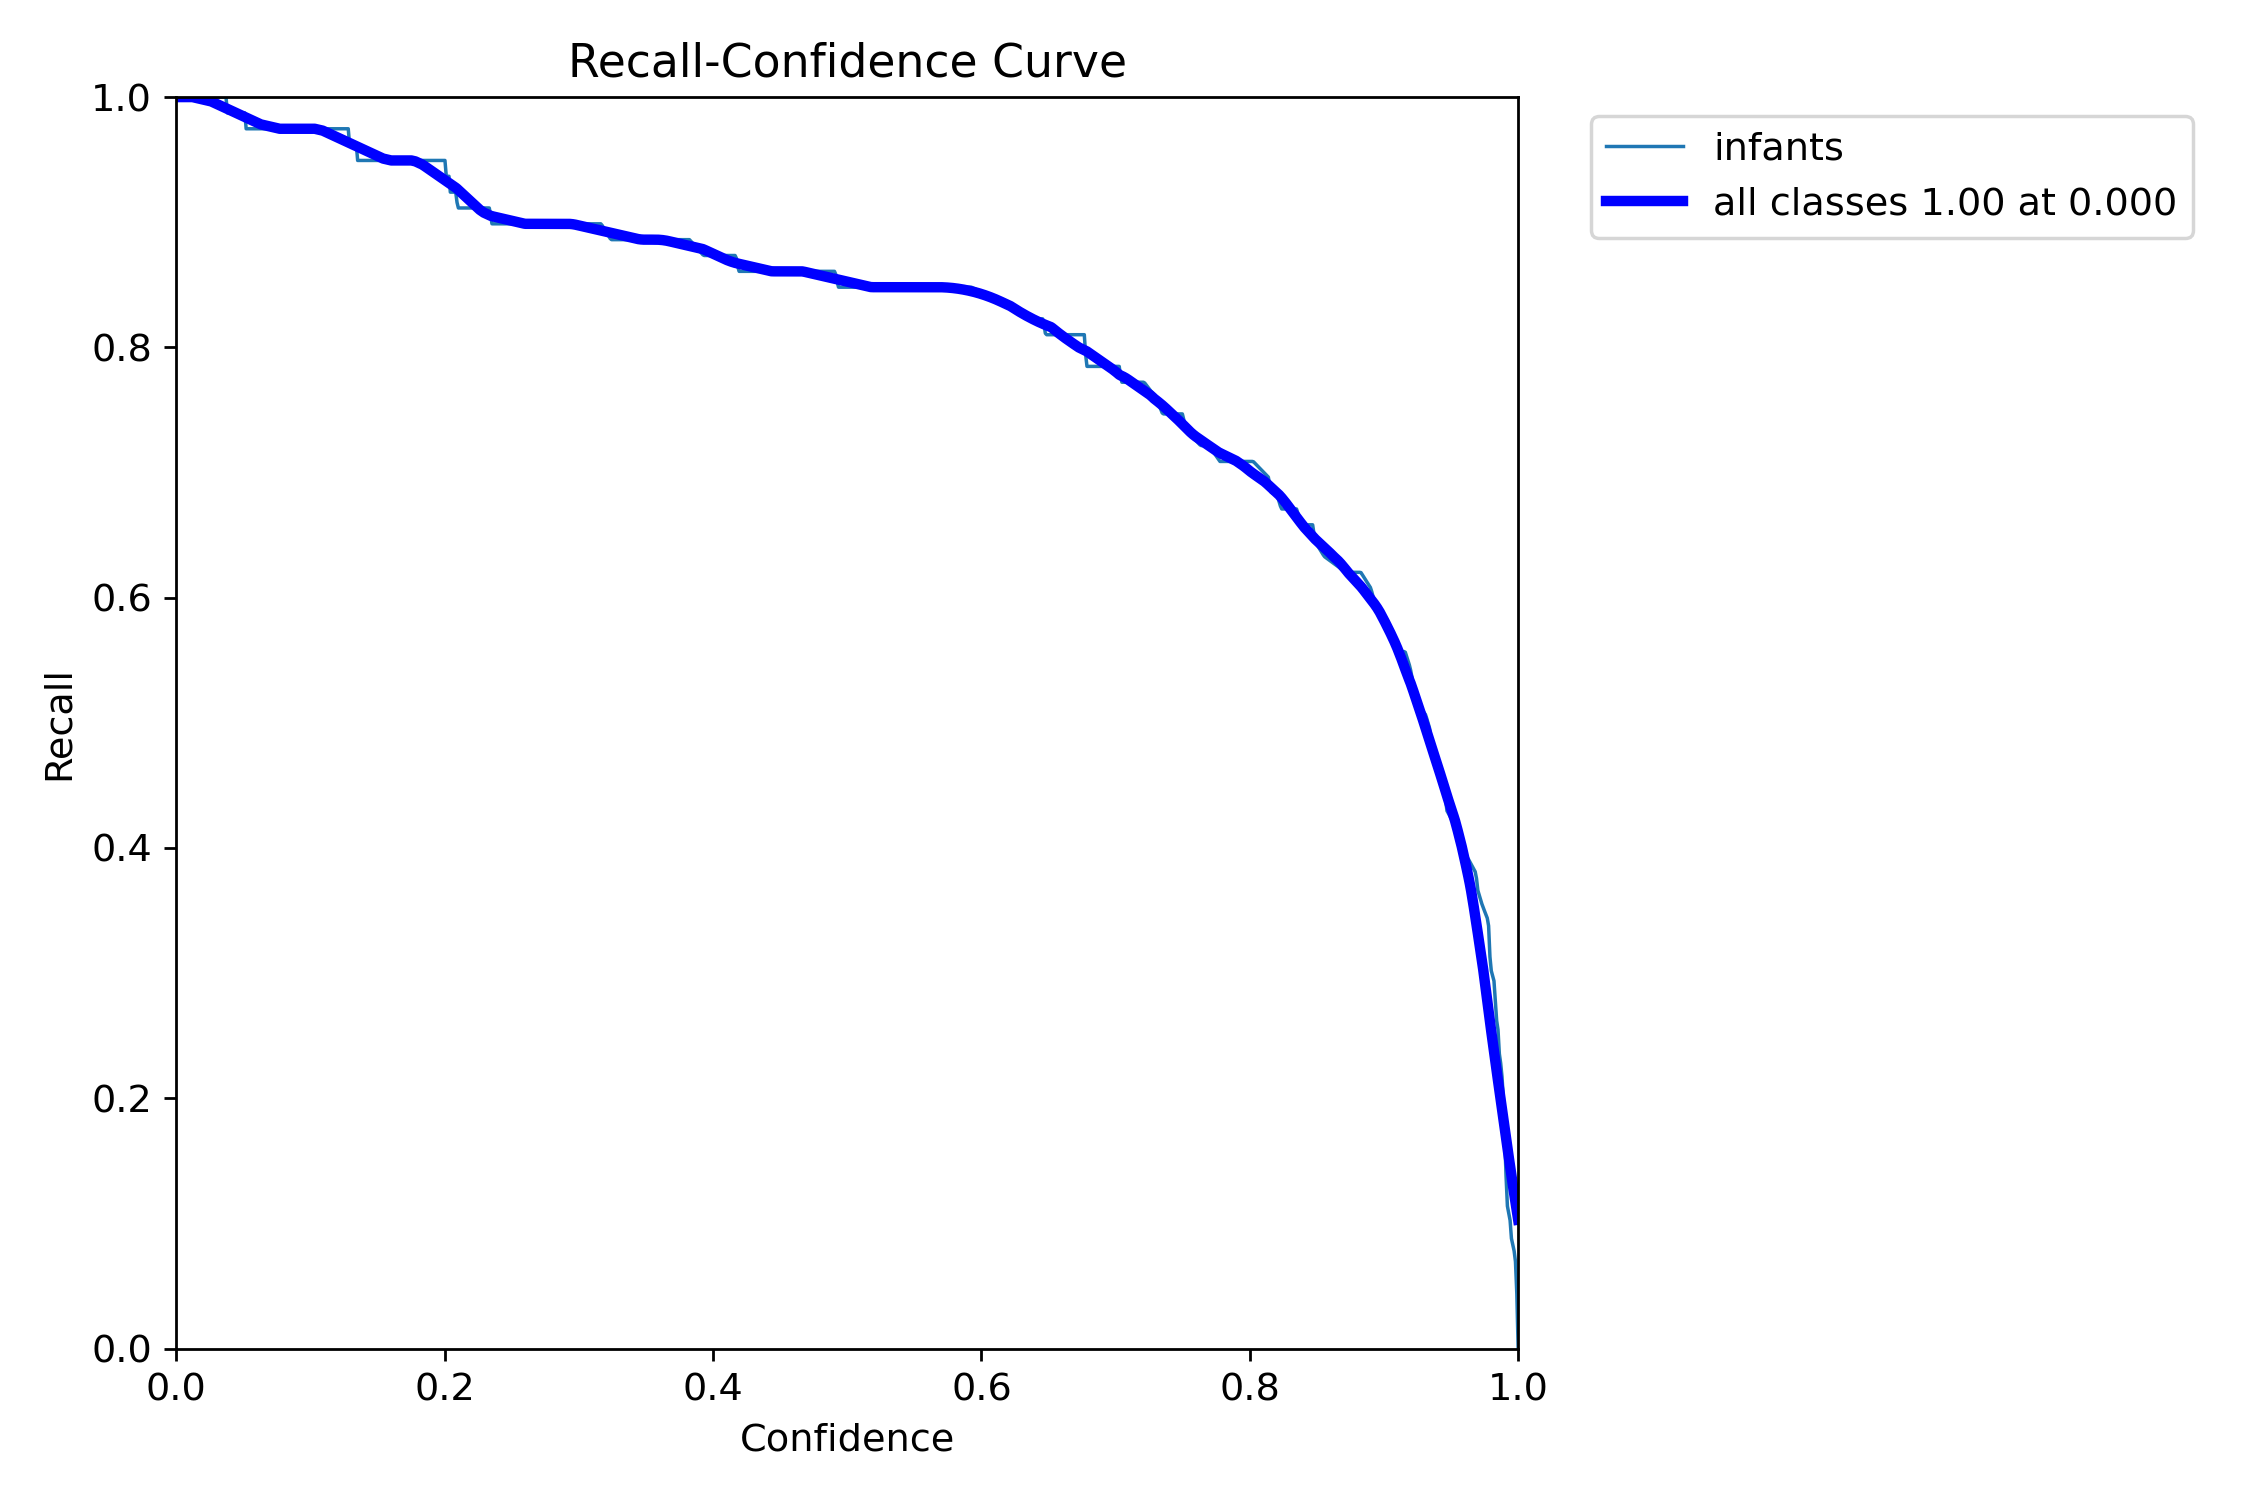 Recall-Confidence Curve
infants
all classes 1.00 at 0.000
1.0
0.8
0.6
0.4
0.2
0.0
Recall
0.0 0.2 0.4 0.6 0.8 1.0
Confidence